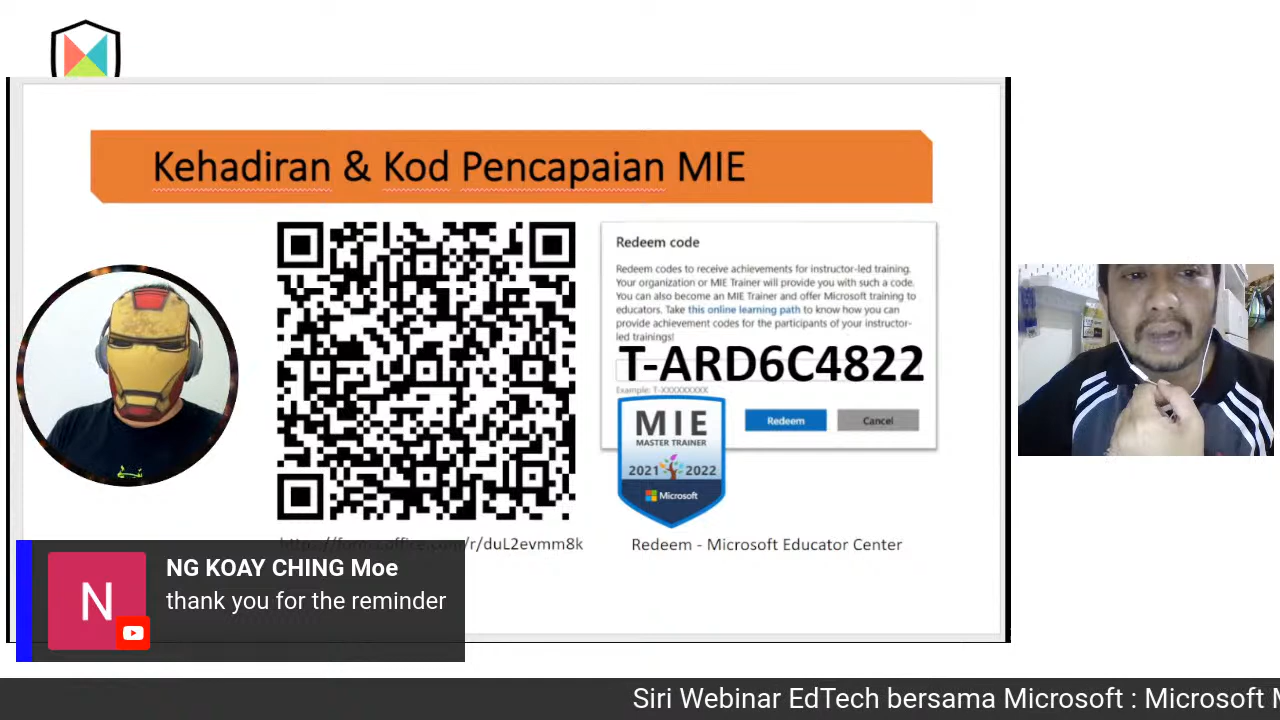 Kehadiran & Kod Pencapaian MIE
Redeem code
Redeem codes to receive achievements for instructor-led training.
Your organization or MIE Trainer will provide you with such a code.
You can also become an MIE Trainer and offer Microsoft training to
educators. Take this online learning path to know how you can
provide achievement codes for the participants of your instructor-
led trainings!
T-ARD6C4822
Example: T-XXXXXXXXX
Redeem
Cancel
MIE
MASTER TRAINER
2021 2022
Microsoft
/r/duL2evmm8k
Redeem - Microsoft Educator Center
N
NG KOAY CHING Moe
thank you for the reminder
Siri Webinar EdTech bersama Microsoft : Microsoft